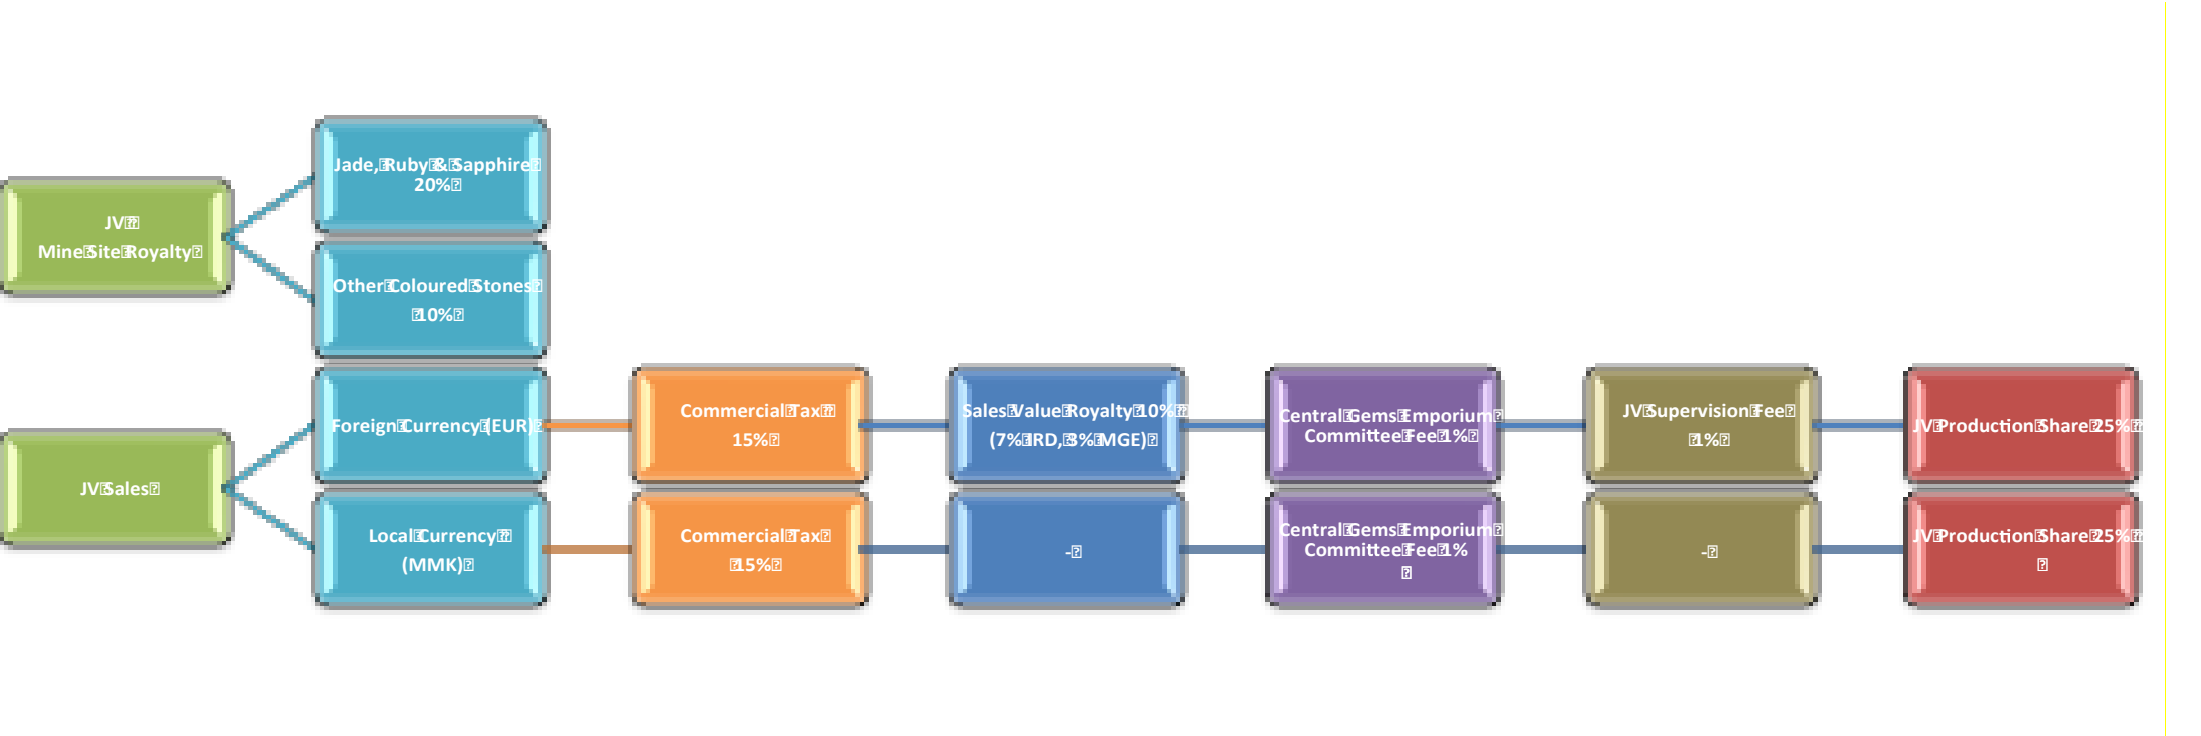 JV
Mine Site Royalty
Jade, Ruby & Sapphire
20%
Other Coloured Stones
10%
JV Sales
Foreign Currency (EUR)
Commercial Tax
15%
Sales Value Royalty 10%
(7% IRD, 3% MGE)
Central Gems Emporium
Committee Fee 1%
JV Supervision Fee
1%
JV Production Share 25%
Local Currency
(MMK)
Commercial Tax
15%
-
Central Gems Emporium
Committee Fee 1%
-
JV Production Share 25%